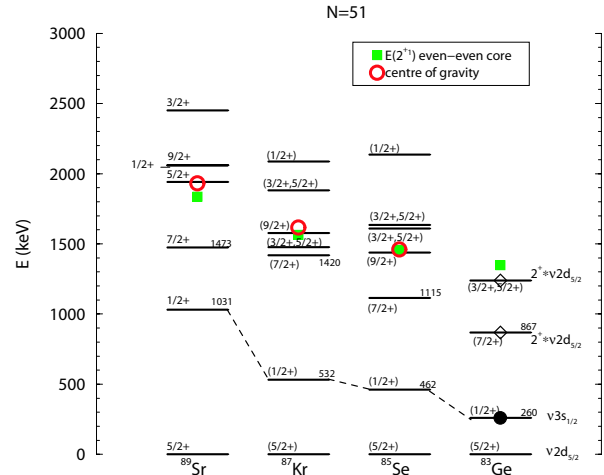 N=51
E (keV)
3000
2500
2000
1500
1000
500
0
E(2⁺¹) even−even core
centre of gravity
3/2+
9/2+
1/2+
5/2+
7/2+ 1473
1/2+ 1031
5/2+
⁸⁹Sr
(1/2+)
(3/2+,5/2+)
(9/2+)
(3/2+,5/2+)
(7/2+) 1420
(1/2+) 532
(5/2+)
⁸⁷Kr
(1/2+)
(3/2+,5/2+)
(3/2+,5/2+)
(9/2+)
1115
(7/2+)
(1/2+) 462
(5/2+)
⁸⁵Se
(3/2+,5/2+) 2⁺*ν2d₅/₂
867
(7/2+) 2⁺*ν2d₅/₂
(1/2+) 260 ν3s₁/₂
(5/2+) ν2d₅/₂
⁸³Ge